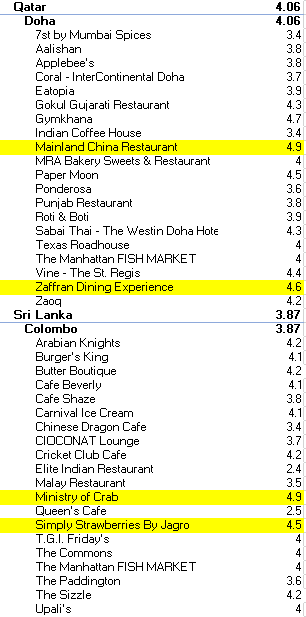 Qatar 4.06
Doha 4.06
7st by Mumbai Spices 3.4
Aalishan 3.8
Applebee's 3.8
Coral - InterContinental Doha 3.7
Eatopia 3.9
Gokul Gujarati Restaurant 4.3
Gymkhana 4.7
Indian Coffee House 3.4
Mainland China Restaurant 4.9
MRA Bakery Sweets & Restaurant 4
Paper Moon 4.5
Ponderosa 3.6
Punjab Restaurant 3.8
Roti & Boti 3.9
Sabai Thai - The Westin Doha Hote 4.3
Texas Roadhouse 4
The Manhattan FISH MARKET 4
Vine - The St. Regis 4.4
Zaffran Dining Experience 4.6
Zaoq 4.2
Sri Lanka 3.87
Colombo 3.87
Arabian Knights 4.2
Burger's King 4.1
Butter Boutique 4.2
Cafe Beverly 4.1
Cafe Shaze 3.8
Carnival Ice Cream 4.1
Chinese Dragon Cafe 3.4
CIOCONAT Lounge 3.7
Cricket Club Cafe 4.2
Elite Indian Restaurant 2.4
Malay Restaurant 3.5
Ministry of Crab 4.9
Queen's Cafe 2.5
Simply Strawberries By Jagro 4.5
T.G.I. Friday's 4
The Commons 4
The Manhattan FISH MARKET 4
The Paddington 3.6
The Sizzle 4.2
Upali's 4